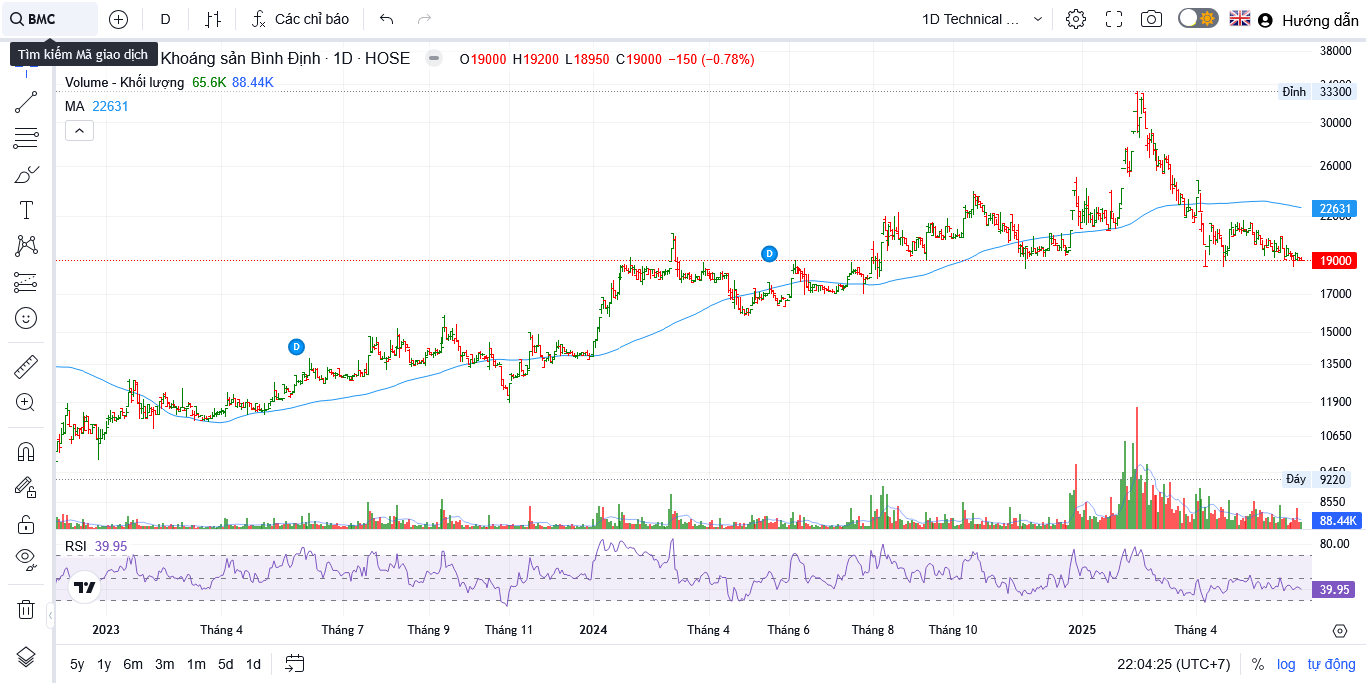 BMC
D
Các chỉ báo
1D Technical ...
Hướng dẫn
Tìm kiếm Mã giao dịch
Khoáng sản Bình Định · 1D · HOSE
O19000 H19200 L18950 C19000 −150 (−0.78%)
Volume - Khối lượng 65.6K 88.44K
MA 22631
38000
Đỉnh 33300
30000
26000
22631
19000
17000
15000
13500
11900
10650
Đáy 9220
8550
88.44K
D
D
RSI 39.95
80.00
39.95
2023 Tháng 4 Tháng 7 Tháng 9 Tháng 11 2024 Tháng 4 Tháng 6 Tháng 8 Tháng 10 2025 Tháng 4
5y 1y 6m 3m 1m 5d 1d
22:04:25 (UTC+7) % log tự động